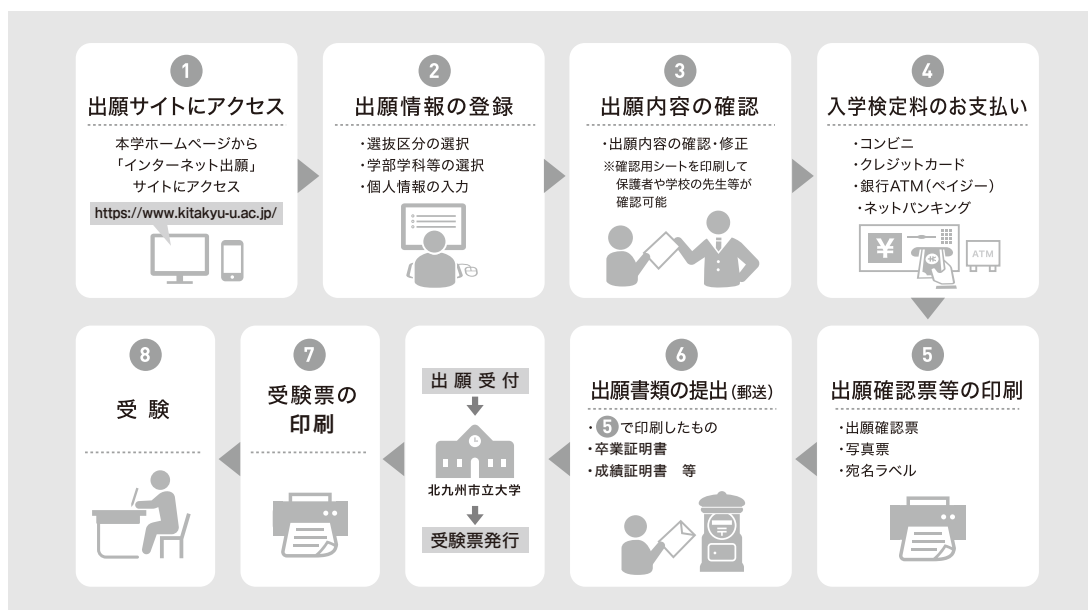 1
出願サイトにアクセス
本学ホームページから
「インターネット出願」
サイトにアクセス
https://www.kitakyu-u.ac.jp/
2
出願情報の登録
・選抜区分の選択
・学部学科等の選択
・個人情報の入力
3
出願内容の確認
・出願内容の確認・修正
※確認用シートを印刷して
保護者や学校の先生等が
確認可能
4
入学検定料のお支払い
・コンビニ
・クレジットカード
・銀行ATM(ペイジー)
・ネットバンキング
¥
ATM
5
出願確認票等の印刷
・出願確認票
・写真票
・宛名ラベル
6
出願書類の提出(郵送)
・5で印刷したもの
・卒業証明書
・成績証明書 等
〒
出願受付
北九州市立大学
受験票発行
7
受験票の
印刷
8
受験